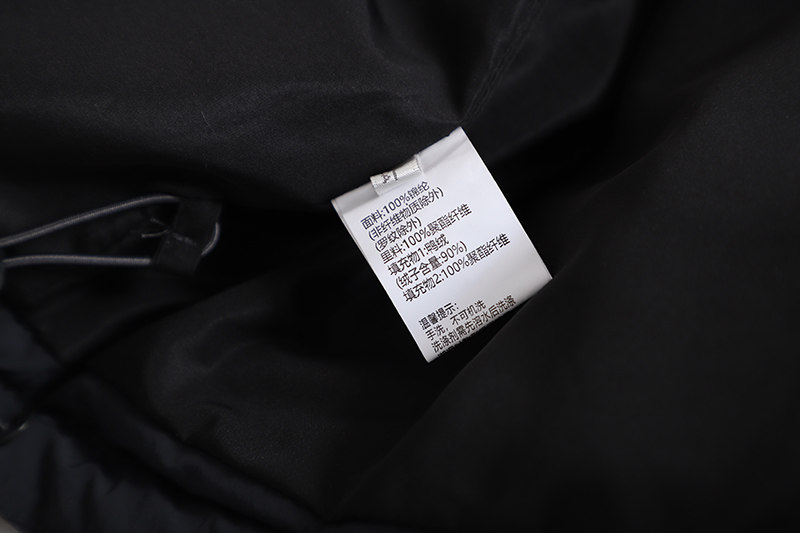 面料:100%锦纶
(非纤维物质除外)
(罗纹除外)
里料:100%聚酯纤维
填充物1:鸭绒
(绒子含量:90%)
填充物2:100%聚酯纤维
温馨提示:
手洗,不可机洗
洗涤剂需先溶水后洗涤